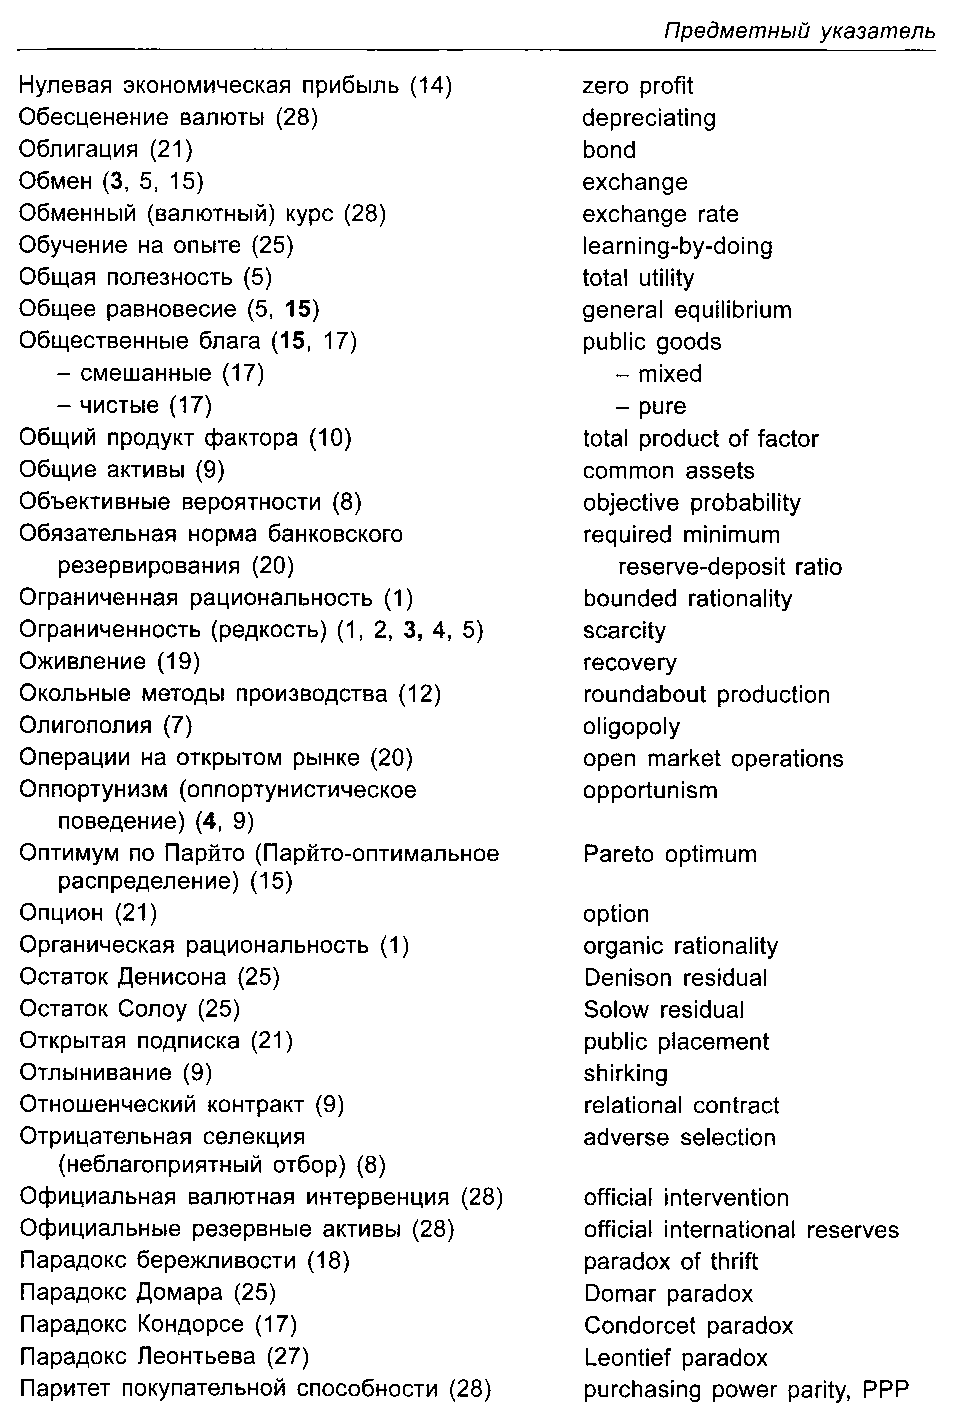 Предметный указатель
Нулевая экономическая прибыль (14) zero profit
Обесценение валюты (28) depreciating
Облигация (21) bond
Обмен (3, 5, 15) exchange
Обменный (валютный) курс (28) exchange rate
Обучение на опыте (25) learning-by-doing
Общая полезность (5) total utility
Общее равновесие (5, 15) general equilibrium
Общественные блага (15, 17) public goods
– смешанные (17) – mixed
– чистые (17) – pure
Общий продукт фактора (10) total product of factor
Общие активы (9) common assets
Объективные вероятности (8) objective probability
Обязательная норма банковского required minimum
резервирования (20) reserve-deposit ratio
Ограниченная рациональность (1) bounded rationality
Ограниченность (редкость) (1, 2, 3, 4, 5) scarcity
Оживление (19) recovery
Окольные методы производства (12) roundabout production
Олигополия (7) oligopoly
Операции на открытом рынке (20) open market operations
Оппортунизм (оппортунистическое opportunism
поведение) (4, 9)
Оптимум по Парйто (Парйто-оптимальное Pareto optimum
распределение) (15)
Опцион (21) option
Органическая рациональность (1) organic rationality
Остаток Денисона (25) Denison residual
Остаток Солоу (25) Solow residual
Открытая подписка (21) public placement
Отлынивание (9) shirking
Отношенческий контракт (9) relational contract
Отрицательная селекция adverse selection
(неблагоприятный отбор) (8)
Официальная валютная интервенция (28) official intervention
Официальные резервные активы (28) official international reserves
Парадокс бережливости (18) paradox of thrift
Парадокс Домара (25) Domar paradox
Парадокс Кондорсе (17) Condorcet paradox
Парадокс Леонтьева (27) Leontief paradox
Паритет покупательной способности (28) purchasing power parity, PPP